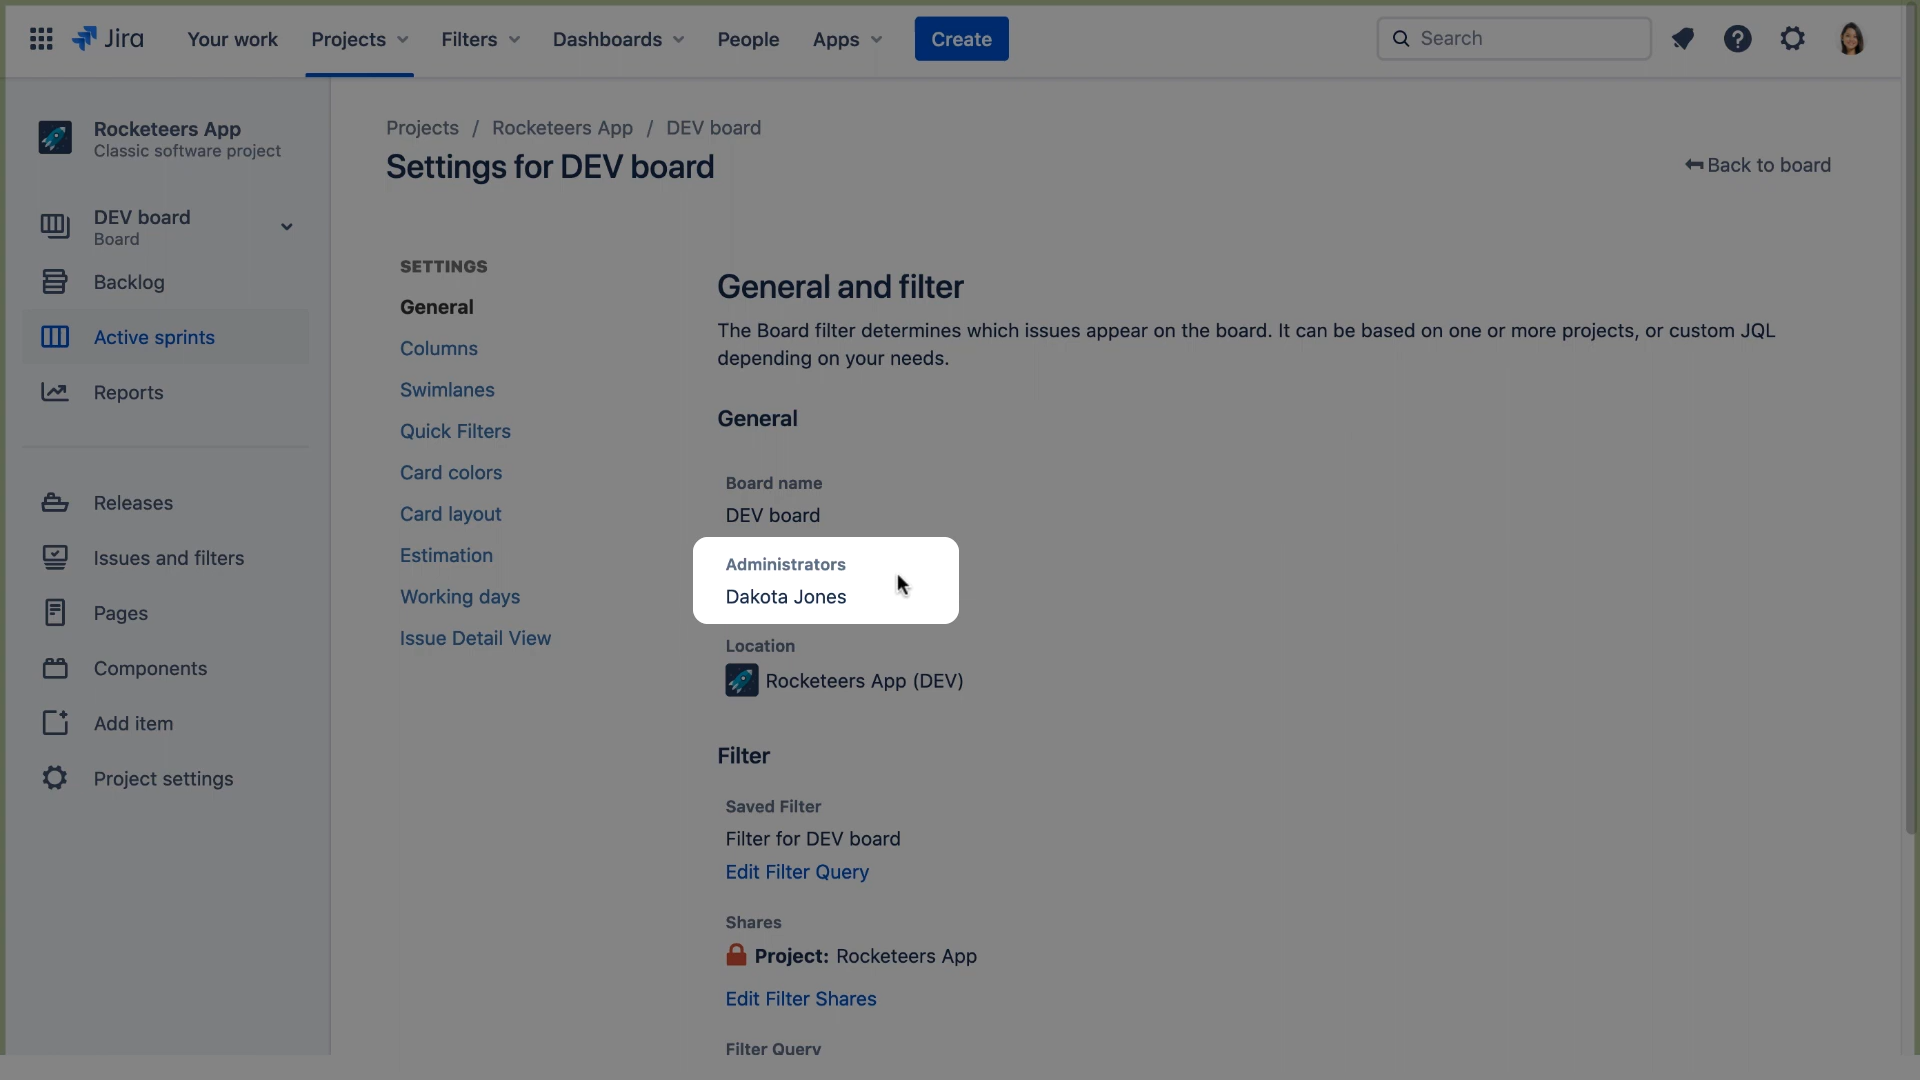 Jira
Your work
Projects
Filters
Dashboards
People
Apps
Create
Search
Rocketeers App
Classic software project
DEV board
Board
Backlog
Active sprints
Reports
Releases
Issues and filters
Pages
Components
Add item
Project settings
Projects / Rocketeers App / DEV board
Settings for DEV board
Back to board
SETTINGS
General
Columns
Swimlanes
Quick Filters
Card colors
Card layout
Estimation
Working days
Issue Detail View
General and filter
The Board filter determines which issues appear on the board. It can be based on one or more projects, or custom JQL
depending on your needs.
General
Board name
DEV board
Administrators
Dakota Jones
Location
Rocketeers App (DEV)
Filter
Saved Filter
Filter for DEV board
Edit Filter Query
Shares
Project: Rocketeers App
Edit Filter Shares
Filter Query